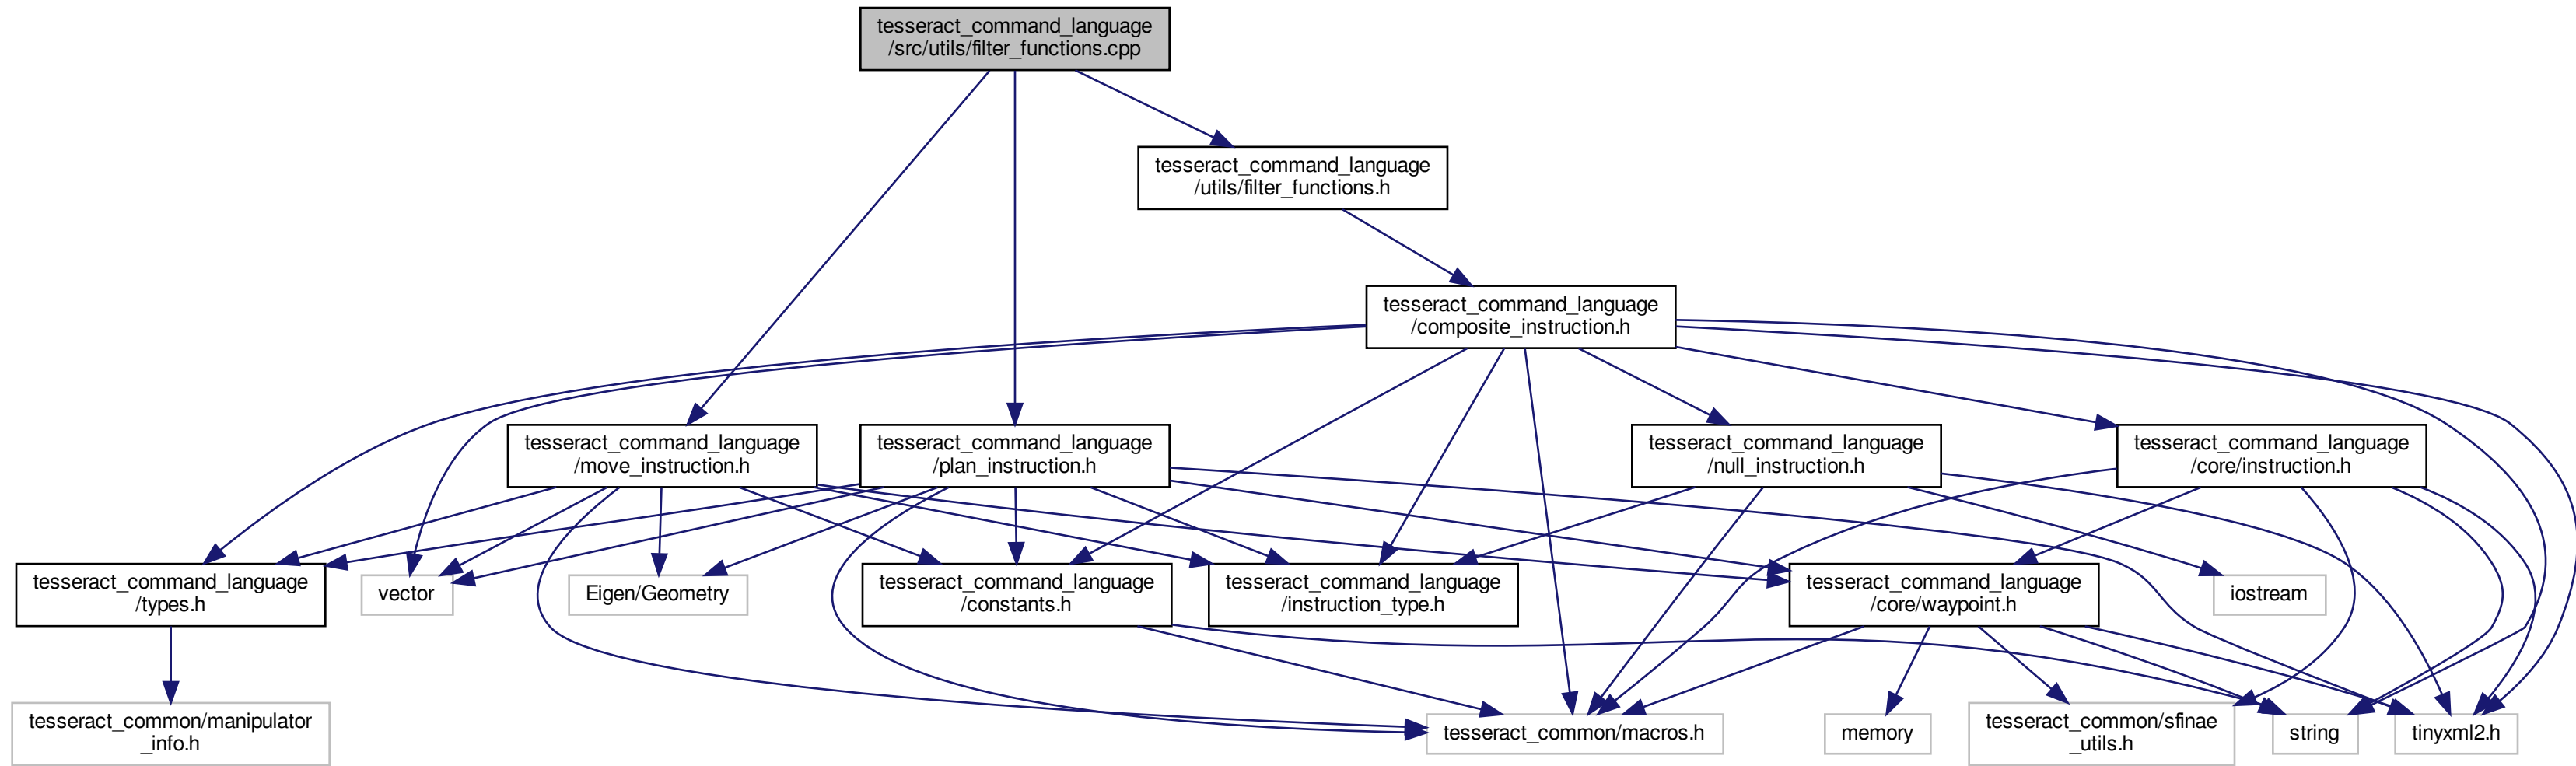 tesseract_command_language
/src/utils/filter_functions.cpp
tesseract_command_language
/utils/filter_functions.h
tesseract_command_language
/composite_instruction.h
tesseract_command_language
/move_instruction.h
tesseract_command_language
/plan_instruction.h
tesseract_command_language
/null_instruction.h
tesseract_command_language
/core/instruction.h
tesseract_command_language
/types.h
vector
Eigen/Geometry
tesseract_command_language
/constants.h
tesseract_command_language
/instruction_type.h
tesseract_command_language
/core/waypoint.h
iostream
tesseract_common/manipulator
_info.h
tesseract_common/macros.h
memory
tesseract_common/sfinae
_utils.h
string
tinyxml2.h